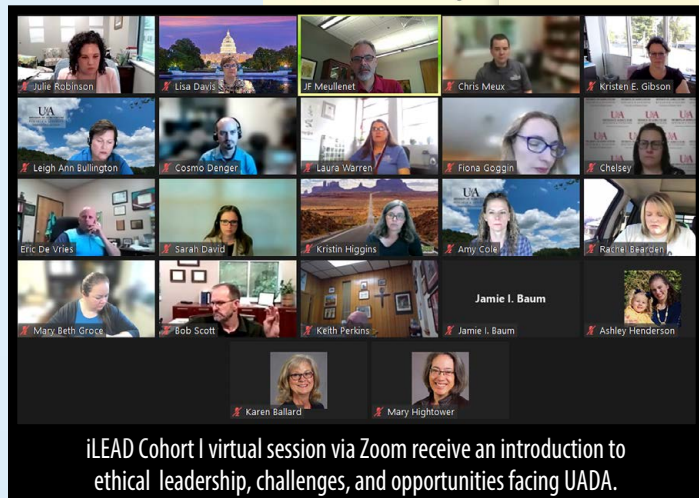 Julie Robinson
Lisa Davis
JF Meullenet
Chris Meux
Kristen E. Gibson
Leigh Ann Bullington
Cosmo Denger
Laura Warren
Fiona Goggin
Chelsey
Eric De Vries
Sarah David
Kristin Higgins
Amy Cole
Rachel Bearden
Mary Beth Groce
Bob Scott
Keith Perkins
Jamie I. Baum
Jamie I. Baum
Ashley Henderson
Karen Ballard
Mary Hightower
iLEAD Cohort I virtual session via Zoom receive an introduction to
ethical leadership, challenges, and opportunities facing UADA.